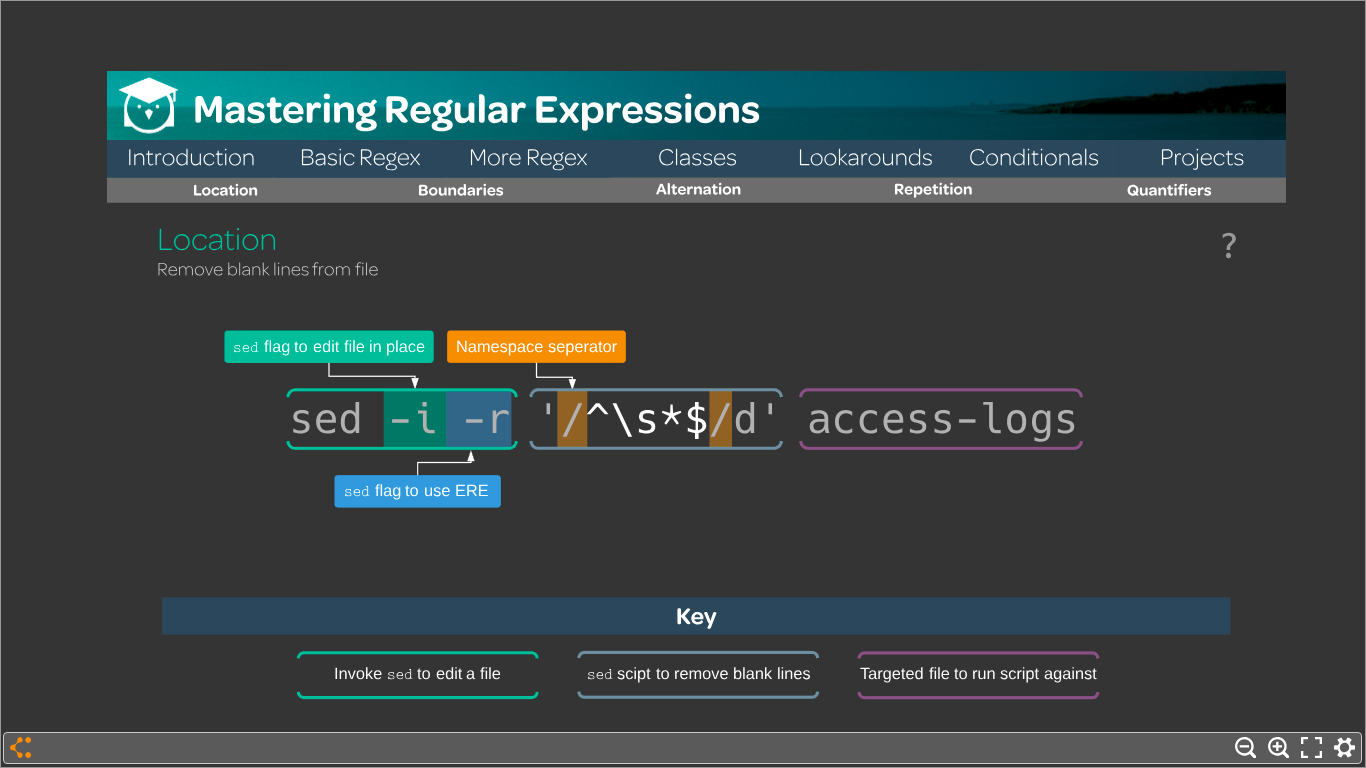 Mastering Regular Expressions
Introduction Basic Regex More Regex Classes Lookarounds Conditionals Projects
Location Boundaries Alternation Repetition Quantifiers
Location
?
Remove blank lines from file
sed flag to edit file in place
Namespace seperator
sed -i -r '/^\s*$/d' access-logs
sed flag to use ERE
Key
Invoke sed to edit a file
sed scipt to remove blank lines
Targeted file to run script against